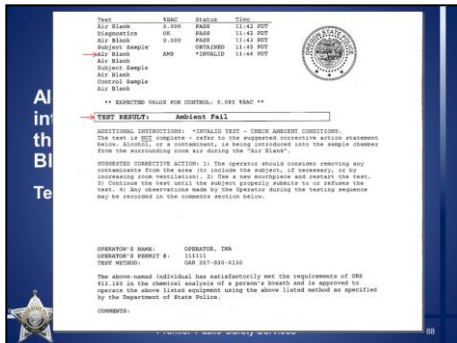 Test %BAC Status Time
Air Blank 0.000 PASS 11:42 PDT
Diagnostics OK PASS 11:42 PDT
Air Blank 0.000 PASS 11:43 PDT
Subject Sample OBTAINED 11:45 PDT
Air Blank AMB *INVALID 11:46 PDT
Air Blank
Subject Sample
Air Blank
Control Sample
Air Blank
OREGON STATE POLICE
** EXPECTED VALUE FOR CONTROL: 0.080 %BAC **
TEST RESULT: Ambient Fail
ADDITIONAL INSTRUCTIONS: *INVALID TEST - CHECK AMBIENT CONDITIONS.
The test is NOT complete - refer to the suggested corrective action statement
below. Alcohol, or a contaminant, is being introduced into the sample chamber
from the surrounding room air during the "Air Blank".
SUGGESTED CORRECTIVE ACTION: 1) The operator should consider removing any
contaminants from the area (to include the subject, if necessary, or by
increasing room ventilation). 2) Use a new mouthpiece and restart the test.
3) Continue the test until the subject properly submits to or refuses the
test. 4) Any observations made by the Operator during the testing sequence
may be recorded in the comments section below.
OPERATOR'S NAME: OPERATOR, IMA
OPERATOR'S PERMIT #: 111111
TEST METHOD: OAR 257-030-0130
The above-named individual has satisfactorily met the requirements of ORS
813.160 in the chemical analysis of a person's breath and is approved to
operate the above listed equipment using the above listed method as specified
by the Department of State Police.
COMMENTS:
Al
int
th
Bl
Te
Premier Public Safety Services
88